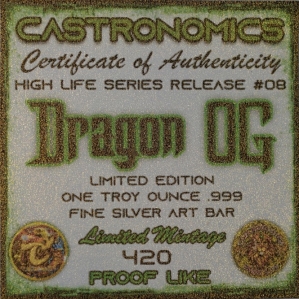 CASTRONOMICS
Certificate of Authenticity
HIGH LIFE SERIES RELEASE #08
Dragon OG
LIMITED EDITION
ONE TROY OUNCE .999
FINE SILVER ART BAR
Limited Mintage
420
PROOF LIKE